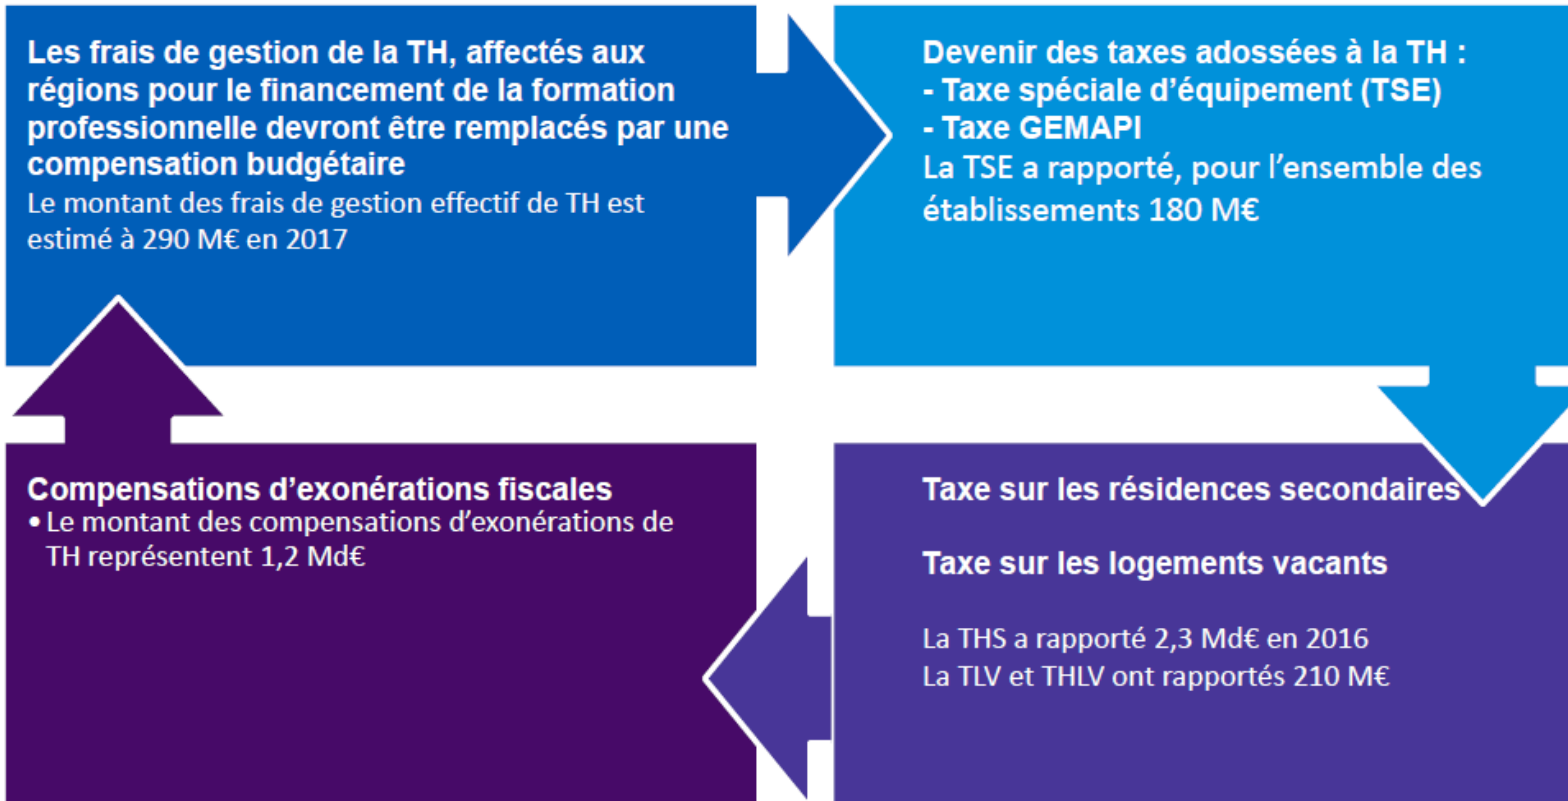 Les frais de gestion de la TH, affectés aux
régions pour le financement de la formation
professionnelle devront être remplacés par une
compensation budgétaire
Le montant des frais de gestion effectif de TH est
estimé à 290 M€ en 2017
Devenir des taxes adossées à la TH :
- Taxe spéciale d’équipement (TSE)
- Taxe GEMAPI
La TSE a rapporté, pour l’ensemble des
établissements 180 M€
Compensations d’exonérations fiscales
• Le montant des compensations d’exonérations de
TH représentent 1,2 Md€
Taxe sur les résidences secondaires
Taxe sur les logements vacants
La THS a rapporté 2,3 Md€ en 2016
La TLV et THLV ont rapportés 210 M€